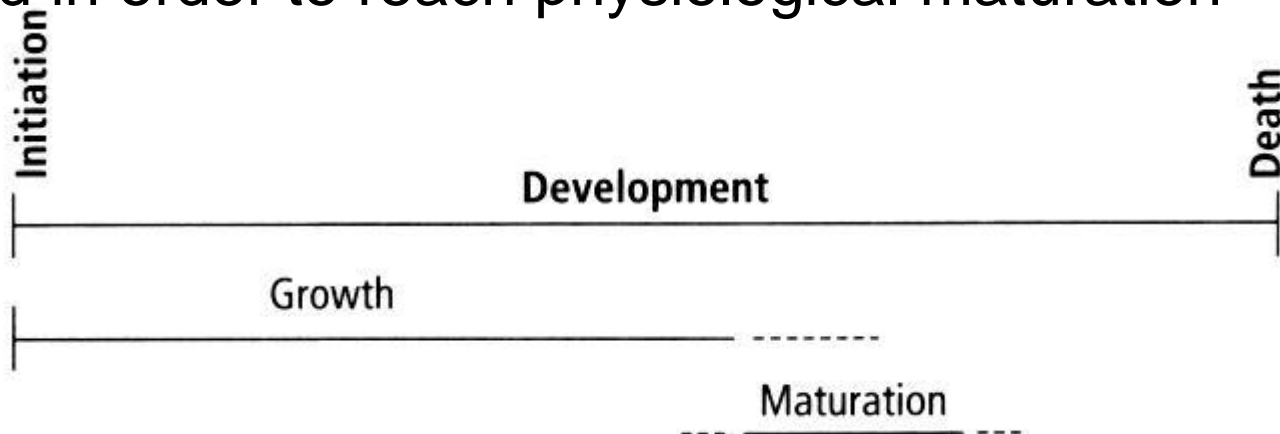 d in order to reach physiological maturation
Initiation
Death
Development
Growth
Maturation